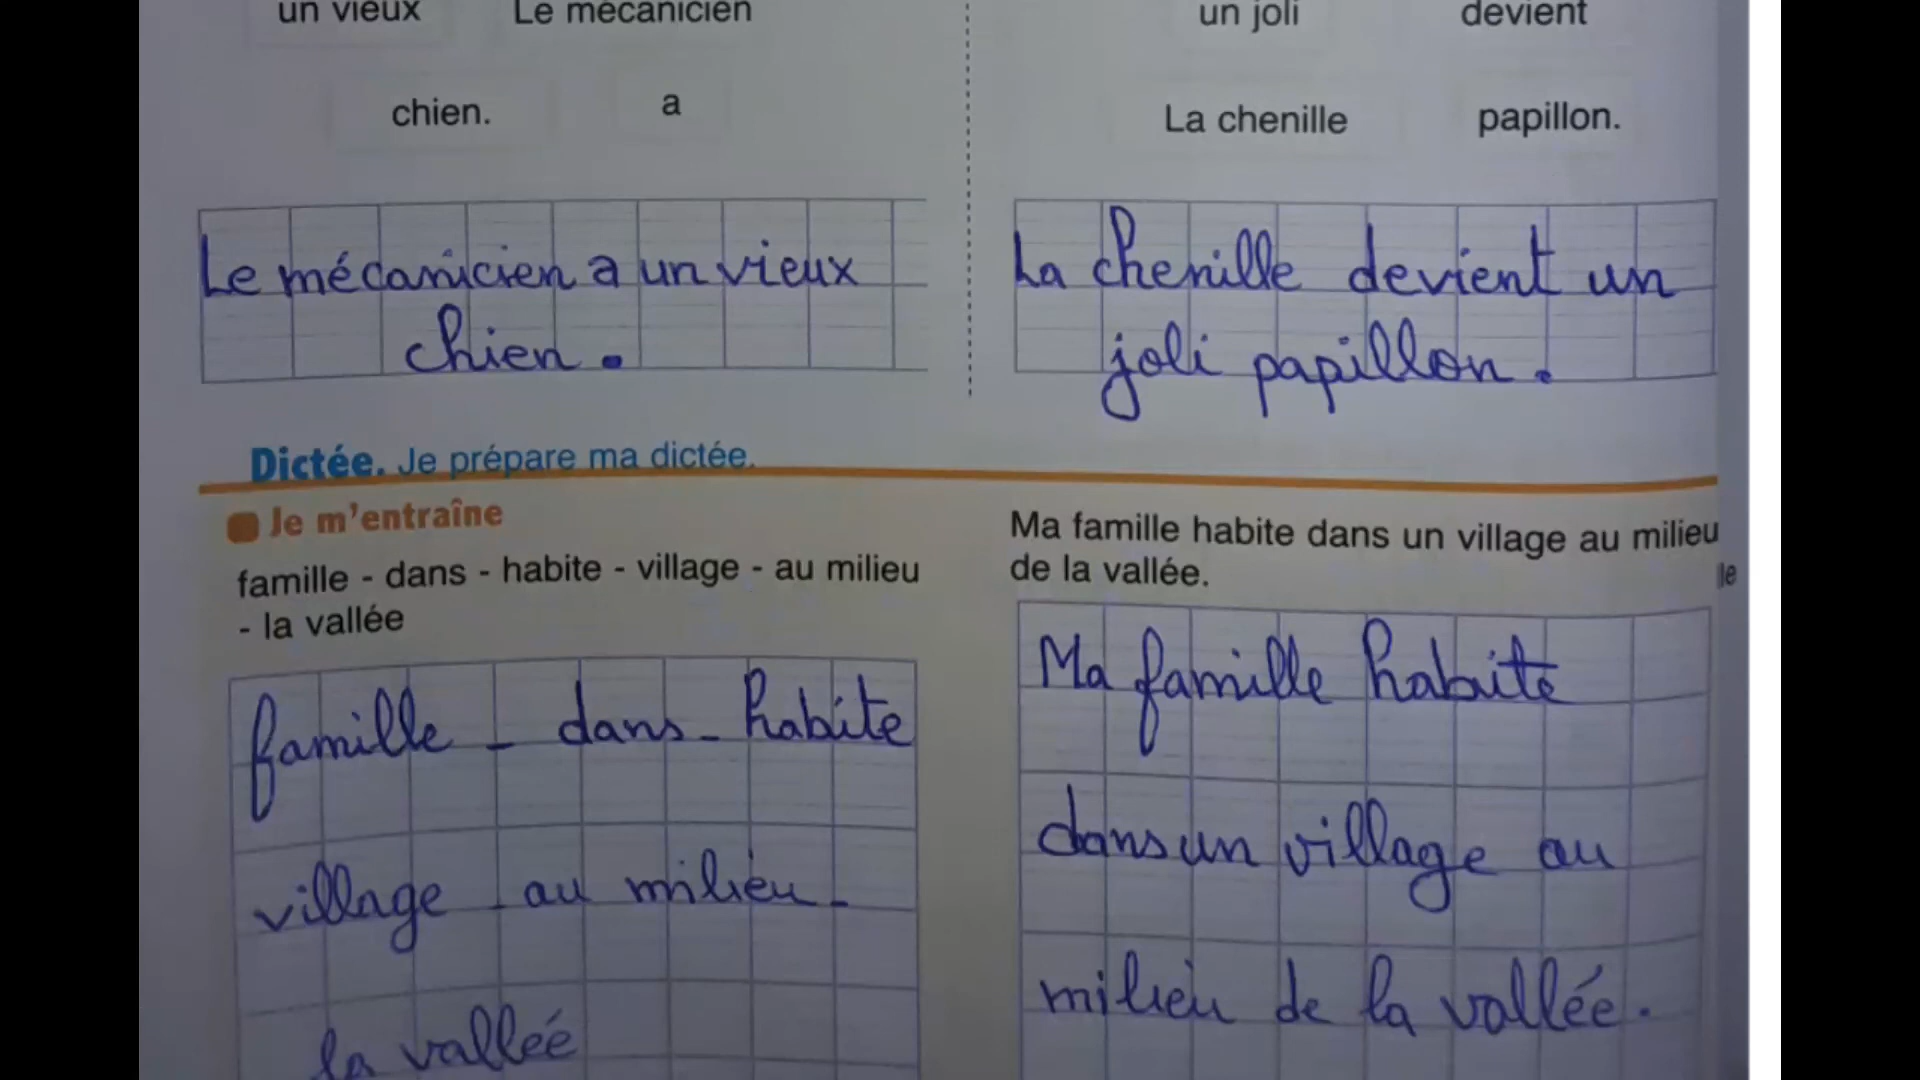 un vieux
Le mécanicien
chien.
a
Le mécanicien a un vieux
chien.
un joli
devient
La chenille
papillon.
La chenille devient un
joli papillon.
Dictée. Je prépare ma dictée.
Je m'entraîne
famille - dans - habite - village - au milieu
- la vallée
famille - dans - habite
village - au milieu -
la vallée
Ma famille habite dans un village au milieu
de la vallée.
le
Ma famille habite
dans un village au
milieu de la vallée.